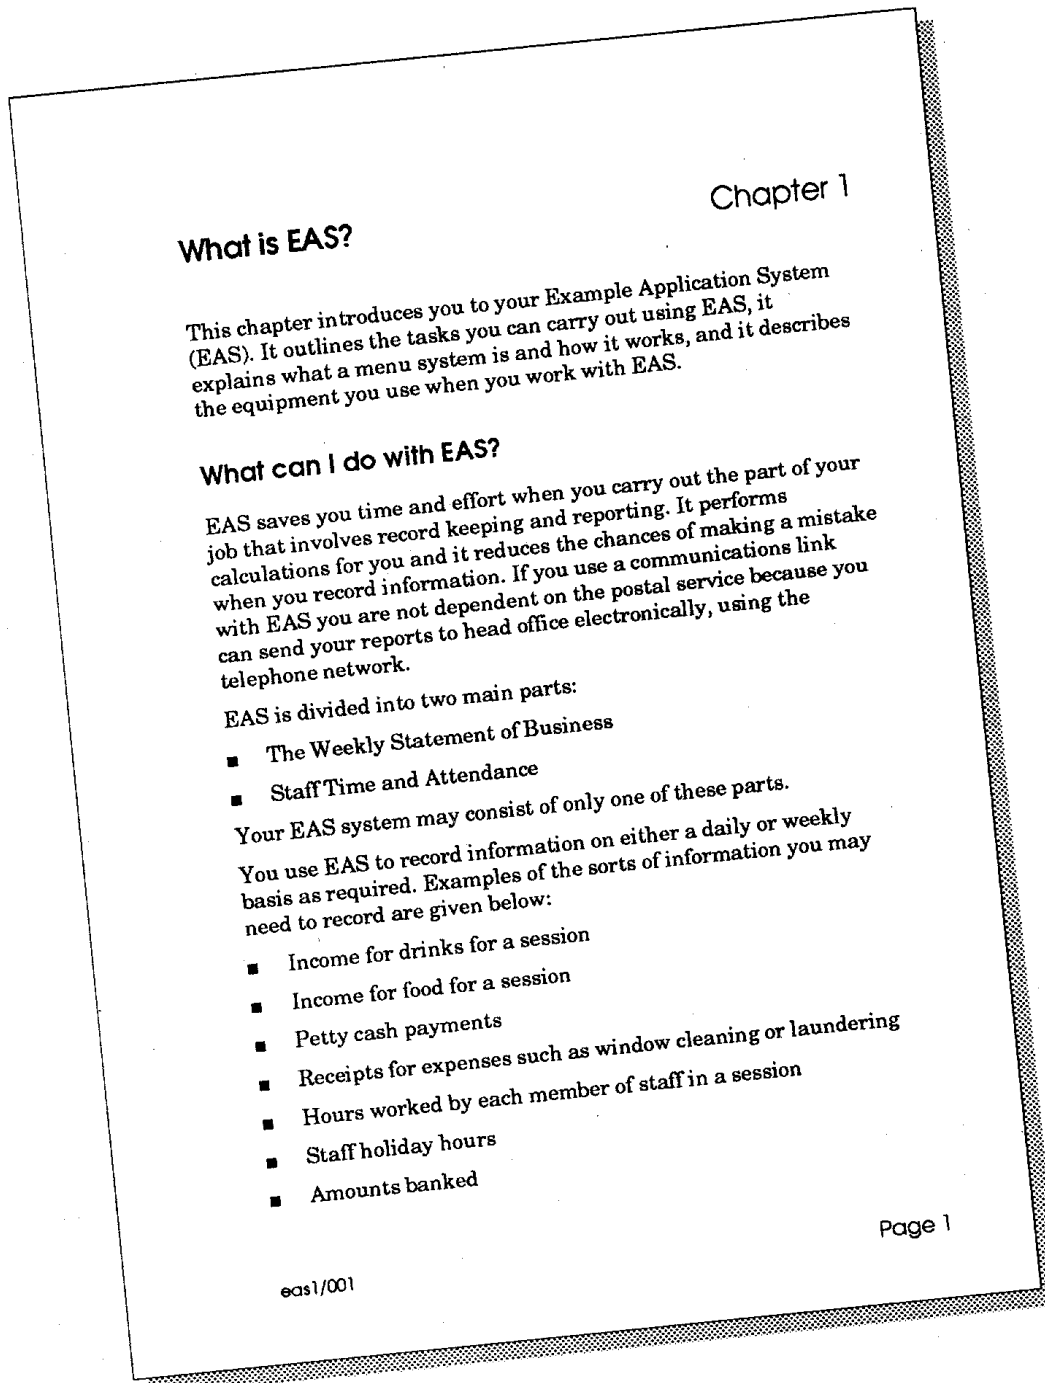 Chapter 1
What is EAS?
This chapter introduces you to your Example Application System
(EAS). It outlines the tasks you can carry out using EAS, it
explains what a menu system is and how it works, and it describes
the equipment you use when you work with EAS.
What can I do with EAS?
EAS saves you time and effort when you carry out the part of your
job that involves record keeping and reporting. It performs
calculations for you and it reduces the chances of making a mistake
when you record information. If you use a communications link
with EAS you are not dependent on the postal service because you
can send your reports to head office electronically, using the
telephone network.
EAS is divided into two main parts:
■ The Weekly Statement of Business
■ Staff Time and Attendance
Your EAS system may consist of only one of these parts.
You use EAS to record information on either a daily or weekly
basis as required. Examples of the sorts of information you may
need to record are given below:
■ Income for drinks for a session
■ Income for food for a session
■ Petty cash payments
■ Receipts for expenses such as window cleaning or laundering
■ Hours worked by each member of staff in a session
■ Staff holiday hours
■ Amounts banked
Page 1
eas1/001